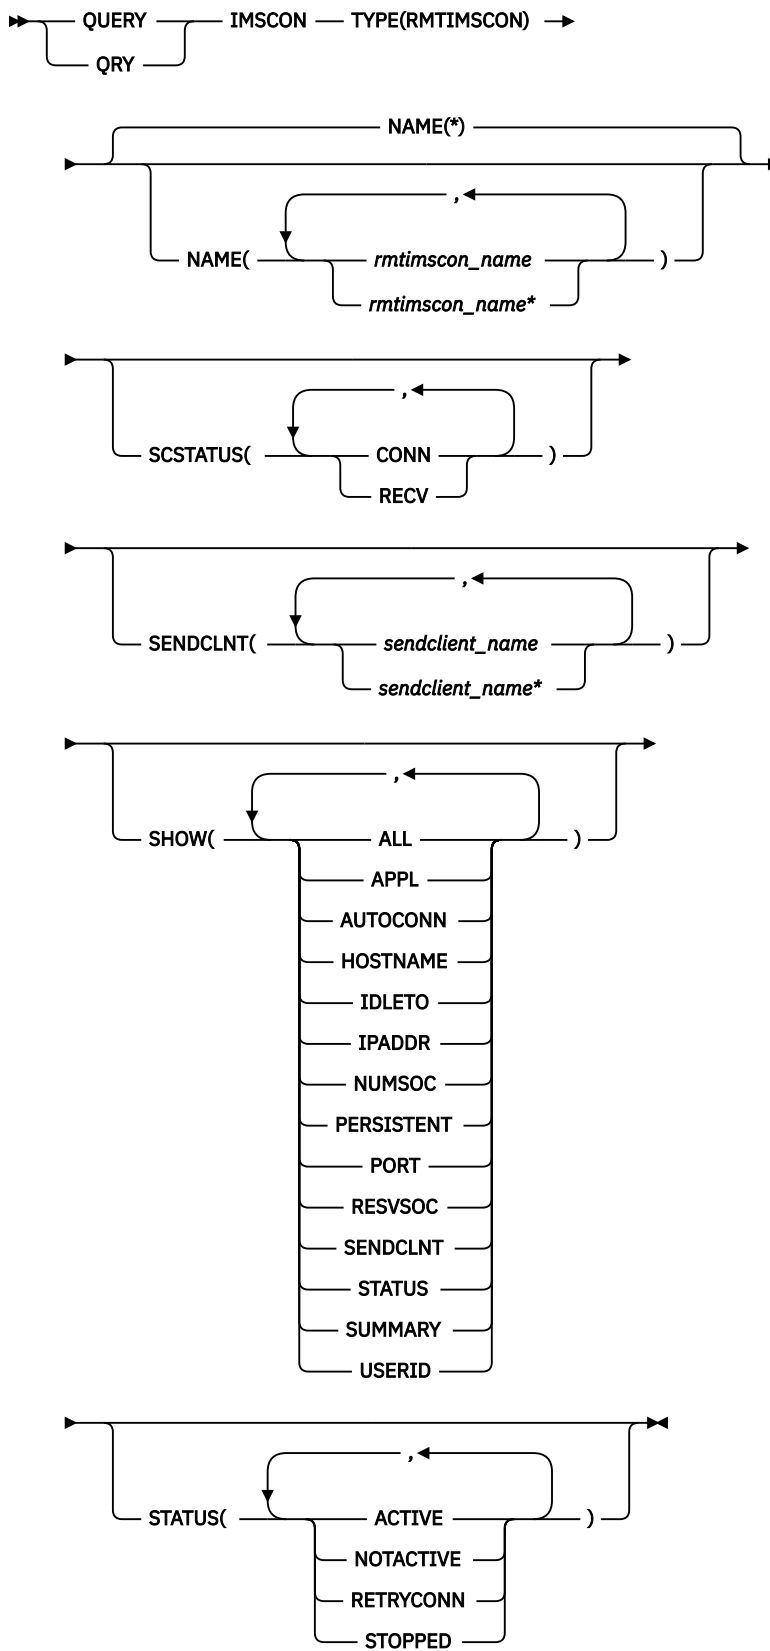 QUERY IMSCON TYPE(RMTIMSCON)
QRY
NAME(*)
,
NAME( rmtimscon_name )
rmtimscon_name*
,
SCSTATUS( CONN )
RECV
,
SENDCLNT( sendclient_name )
sendclient_name*
,
SHOW( ALL )
APPL
AUTOCONN
HOSTNAME
IDLETO
IPADDR
NUMSOC
PERSISTENT
PORT
RESVSOC
SENDCLNT
STATUS
SUMMARY
USERID
,
STATUS( ACTIVE )
NOTACTIVE
RETRYCONN
STOPPED